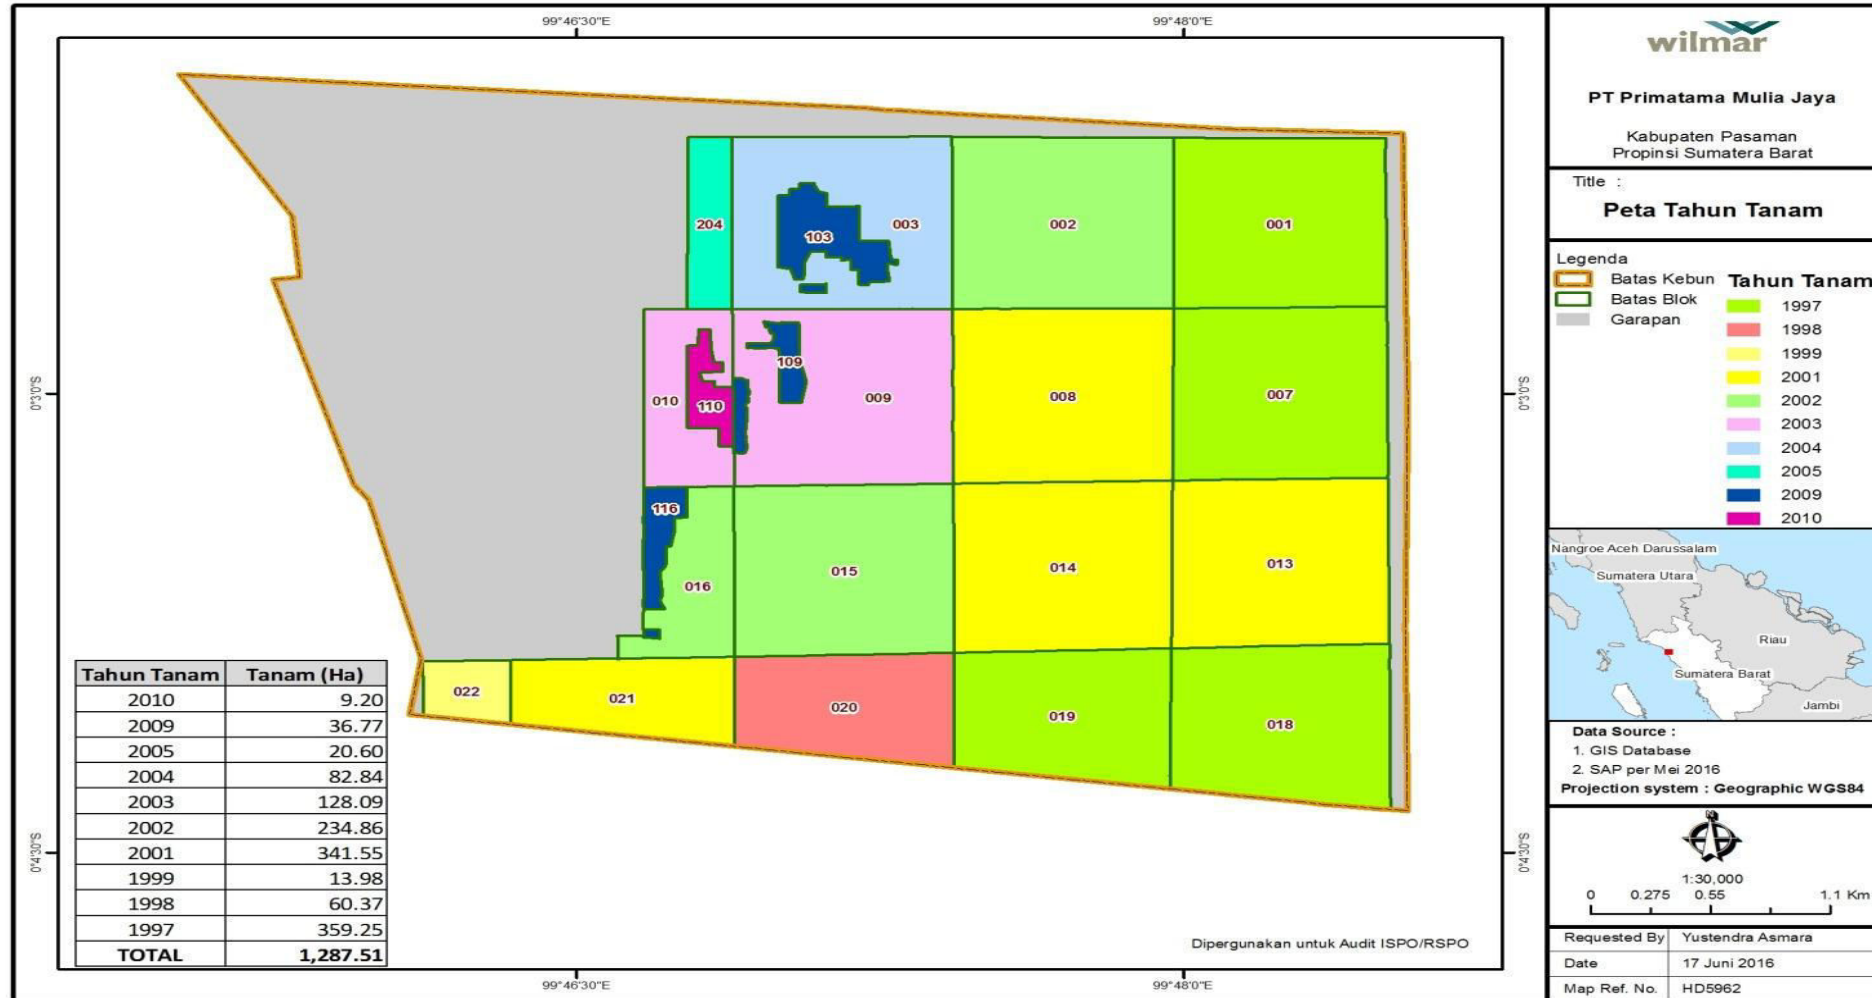 99°46'30"E
99°48'0"E
0°3'0"S
0°3'0"S
0°4'30"S
0°4'30"S
99°46'30"E
99°48'0"E
204
103
003
002
001
010
110
109
009
008
007
116
016
015
014
013
022
021
020
019
018
Tahun Tanam Tanam (Ha)
2010 9.20
2009 36.77
2005 20.60
2004 82.84
2003 128.09
2002 234.86
2001 341.55
1999 13.98
1998 60.37
1997 359.25
TOTAL 1,287.51
Dipergunakan untuk Audit ISPO/RSPO
wilmar
PT Primatama Mulia Jaya
Kabupaten Pasaman
Propinsi Sumatera Barat
Title :
Peta Tahun Tanam
Legenda
Batas Kebun
Batas Blok
Garapan
Tahun Tanam
1997
1998
1999
2001
2002
2003
2004
2005
2009
2010
Nangroe Aceh Darussalam
Sumatera Utara
Riau
Sumatera Barat
Jambi
Data Source :
1. GIS Database
2. SAP per Mei 2016
Projection system : Geographic WGS84
N
1:30,000
0 0.275 0.55 1.1 Km
Requested By Yustendra Asmara
Date 17 Juni 2016
Map Ref. No. HD5962